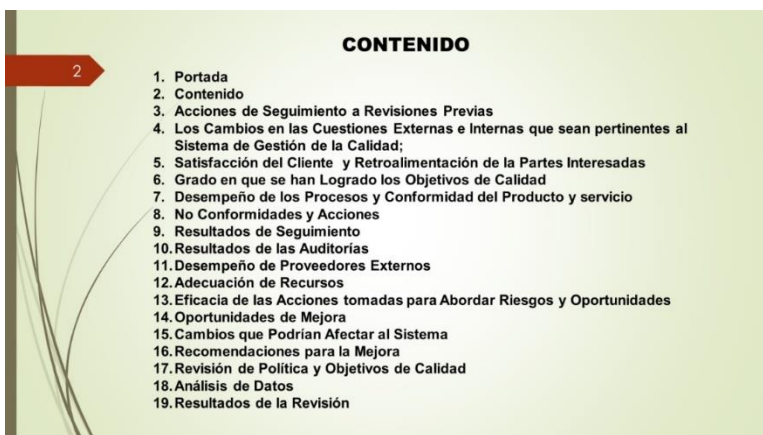 CONTENIDO
2
1. Portada
2. Contenido
3. Acciones de Seguimiento a Revisiones Previas
4. Los Cambios en las Cuestiones Externas e Internas que sean pertinentes al
Sistema de Gestión de la Calidad;
5. Satisfacción del Cliente y Retroalimentación de la Partes Interesadas
6. Grado en que se han Logrado los Objetivos de Calidad
7. Desempeño de los Procesos y Conformidad del Producto y servicio
8. No Conformidades y Acciones
9. Resultados de Seguimiento
10. Resultados de las Auditorías
11. Desempeño de Proveedores Externos
12. Adecuación de Recursos
13. Eficacia de las Acciones tomadas para Abordar Riesgos y Oportunidades
14. Oportunidades de Mejora
15. Cambios que Podrían Afectar al Sistema
16. Recomendaciones para la Mejora
17. Revisión de Política y Objetivos de Calidad
18. Análisis de Datos
19. Resultados de la Revisión